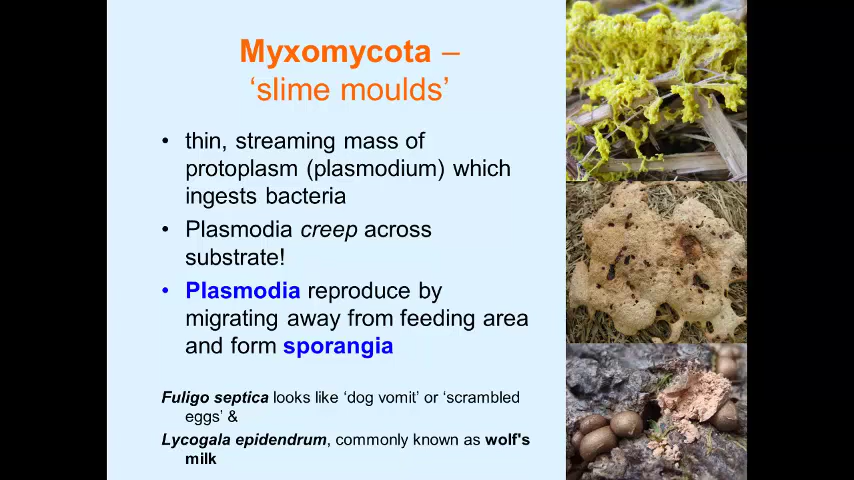 Myxomycota –
‘slime moulds’
• thin, streaming mass of
protoplasm (plasmodium) which
ingests bacteria
• Plasmodia creep across
substrate!
• Plasmodia reproduce by
migrating away from feeding area
and form sporangia
Fuligo septica looks like ‘dog vomit’ or ‘scrambled
eggs’ &
Lycogala epidendrum, commonly known as wolf's
milk